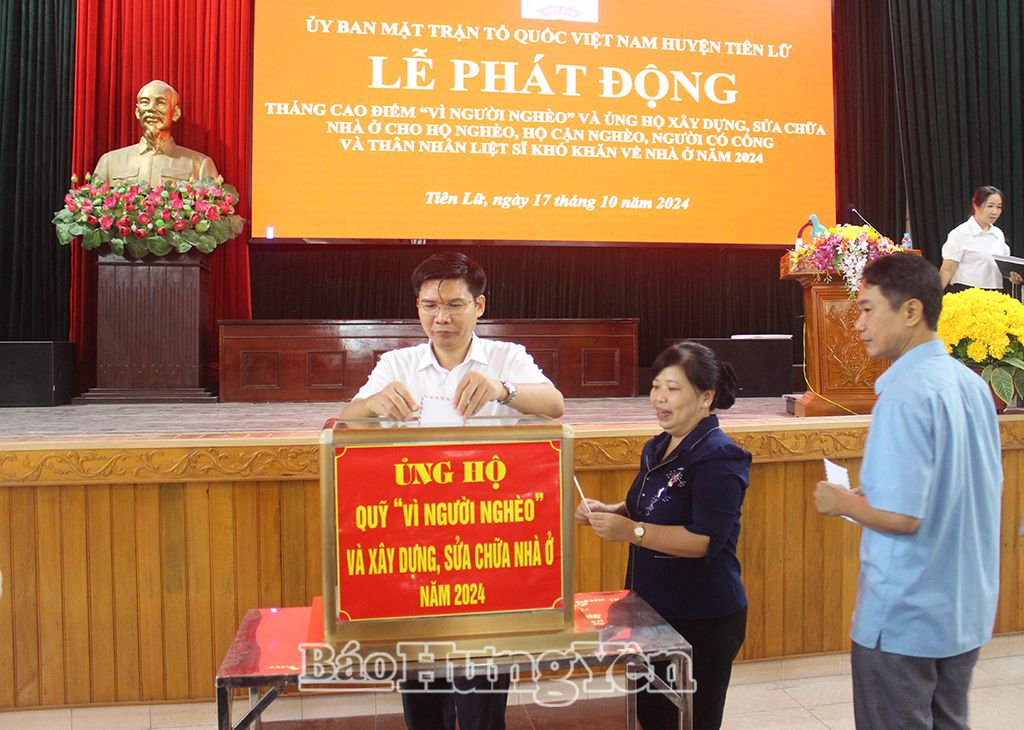 ỦY BAN MẶT TRẬN TỔ QUỐC VIỆT NAM HUYỆN TIÊN LỮ
LỄ PHÁT ĐỘNG
THÁNG CAO ĐIỂM “VÌ NGƯỜI NGHÈO” VÀ ỦNG HỘ XÂY DỰNG, SỬA CHỮA
NHÀ Ở CHO HỘ NGHÈO, HỘ CẬN NGHÈO, NGƯỜI CÓ CÔNG
VÀ THÂN NHÂN LIỆT SĨ KHÓ KHĂN VỀ NHÀ Ở NĂM 2024
Tiên Lữ, ngày 17 tháng 10 năm 2024
ỦNG HỘ
QUỸ “VÌ NGƯỜI NGHÈO”
VÀ XÂY DỰNG, SỬA CHỮA NHÀ Ở
NĂM 2024
BáoHưngYên